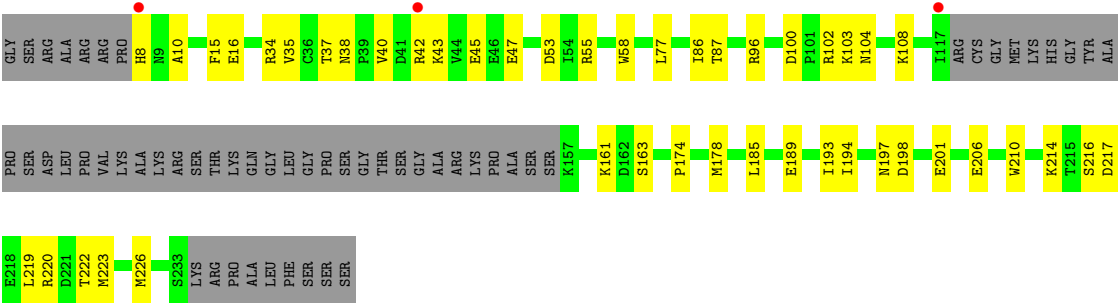 GLY SER ARG ALA ARG ARG PRO H8 N9 A10 F15 E16 R34 V35 C36 T37 N38 P39 V40 D41 R42 K43 V44 E45 E46 E47 D53 I54 R55 W58 L77 I86 T87 R96 D100 P101 R102 K103 N104 K108 I117 ARG CYS GLY MET LYS HIS GLY TYR ALA
PRO SER ASP LEU PRO VAL LYS ALA LYS ARG SER THR LYS GLN GLY LEU GLY PRO SER GLY THR SER GLY ALA ARG LYS PRO ALA SER SER K157 K161 D162 S163 P174 M178 L185 E189 I193 I194 N197 D198 E201 E206 W210 K214 T215 S216 D217
E218 L219 R220 D221 T222 M223 M226 S233 LYS ARG PRO ALA LEU PHE SER SER SER